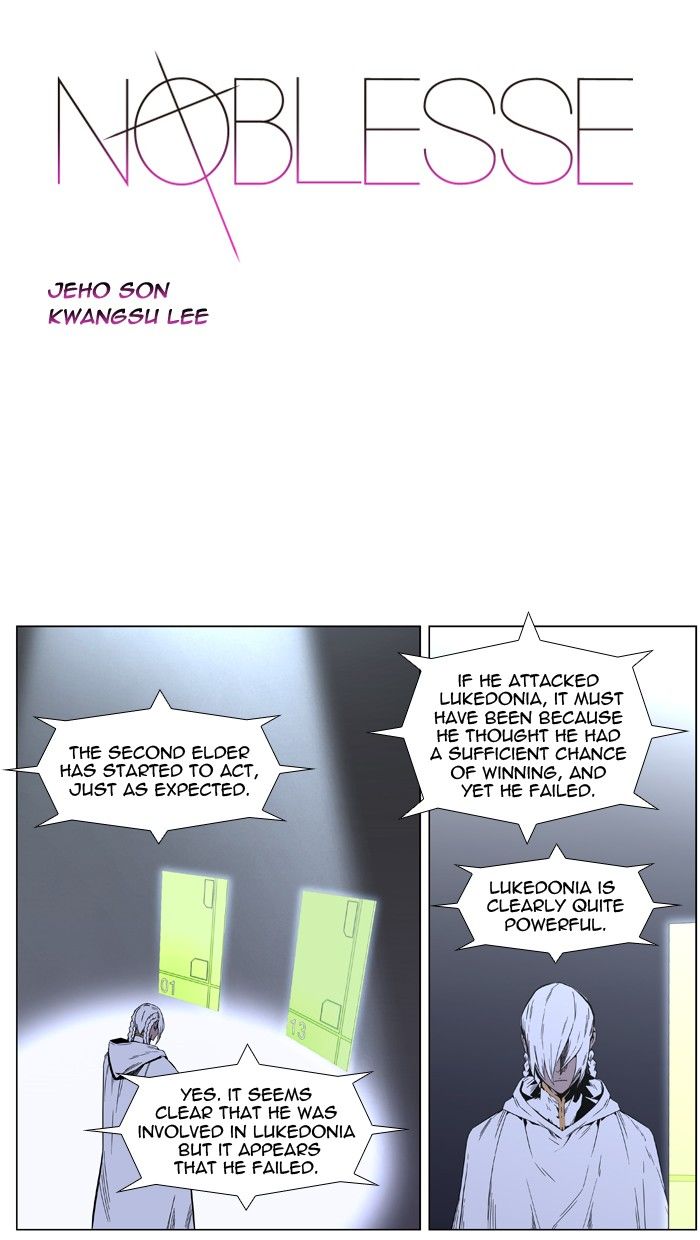 NOBLESSE
JEHO SON
KWANGSU LEE
THE SECOND ELDER
HAS STARTED TO ACT,
JUST AS EXPECTED.
01
13
YES. IT SEEMS
CLEAR THAT HE WAS
INVOLVED IN LUKEDONIA
BUT IT APPEARS
THAT HE FAILED.
IF HE ATTACKED
LUKEDONIA, IT MUST
HAVE BEEN BECAUSE
HE THOUGHT HE HAD
A SUFFICIENT CHANCE
OF WINNING, AND
YET HE FAILED.
LUKEDONIA IS
CLEARLY QUITE
POWERFUL.